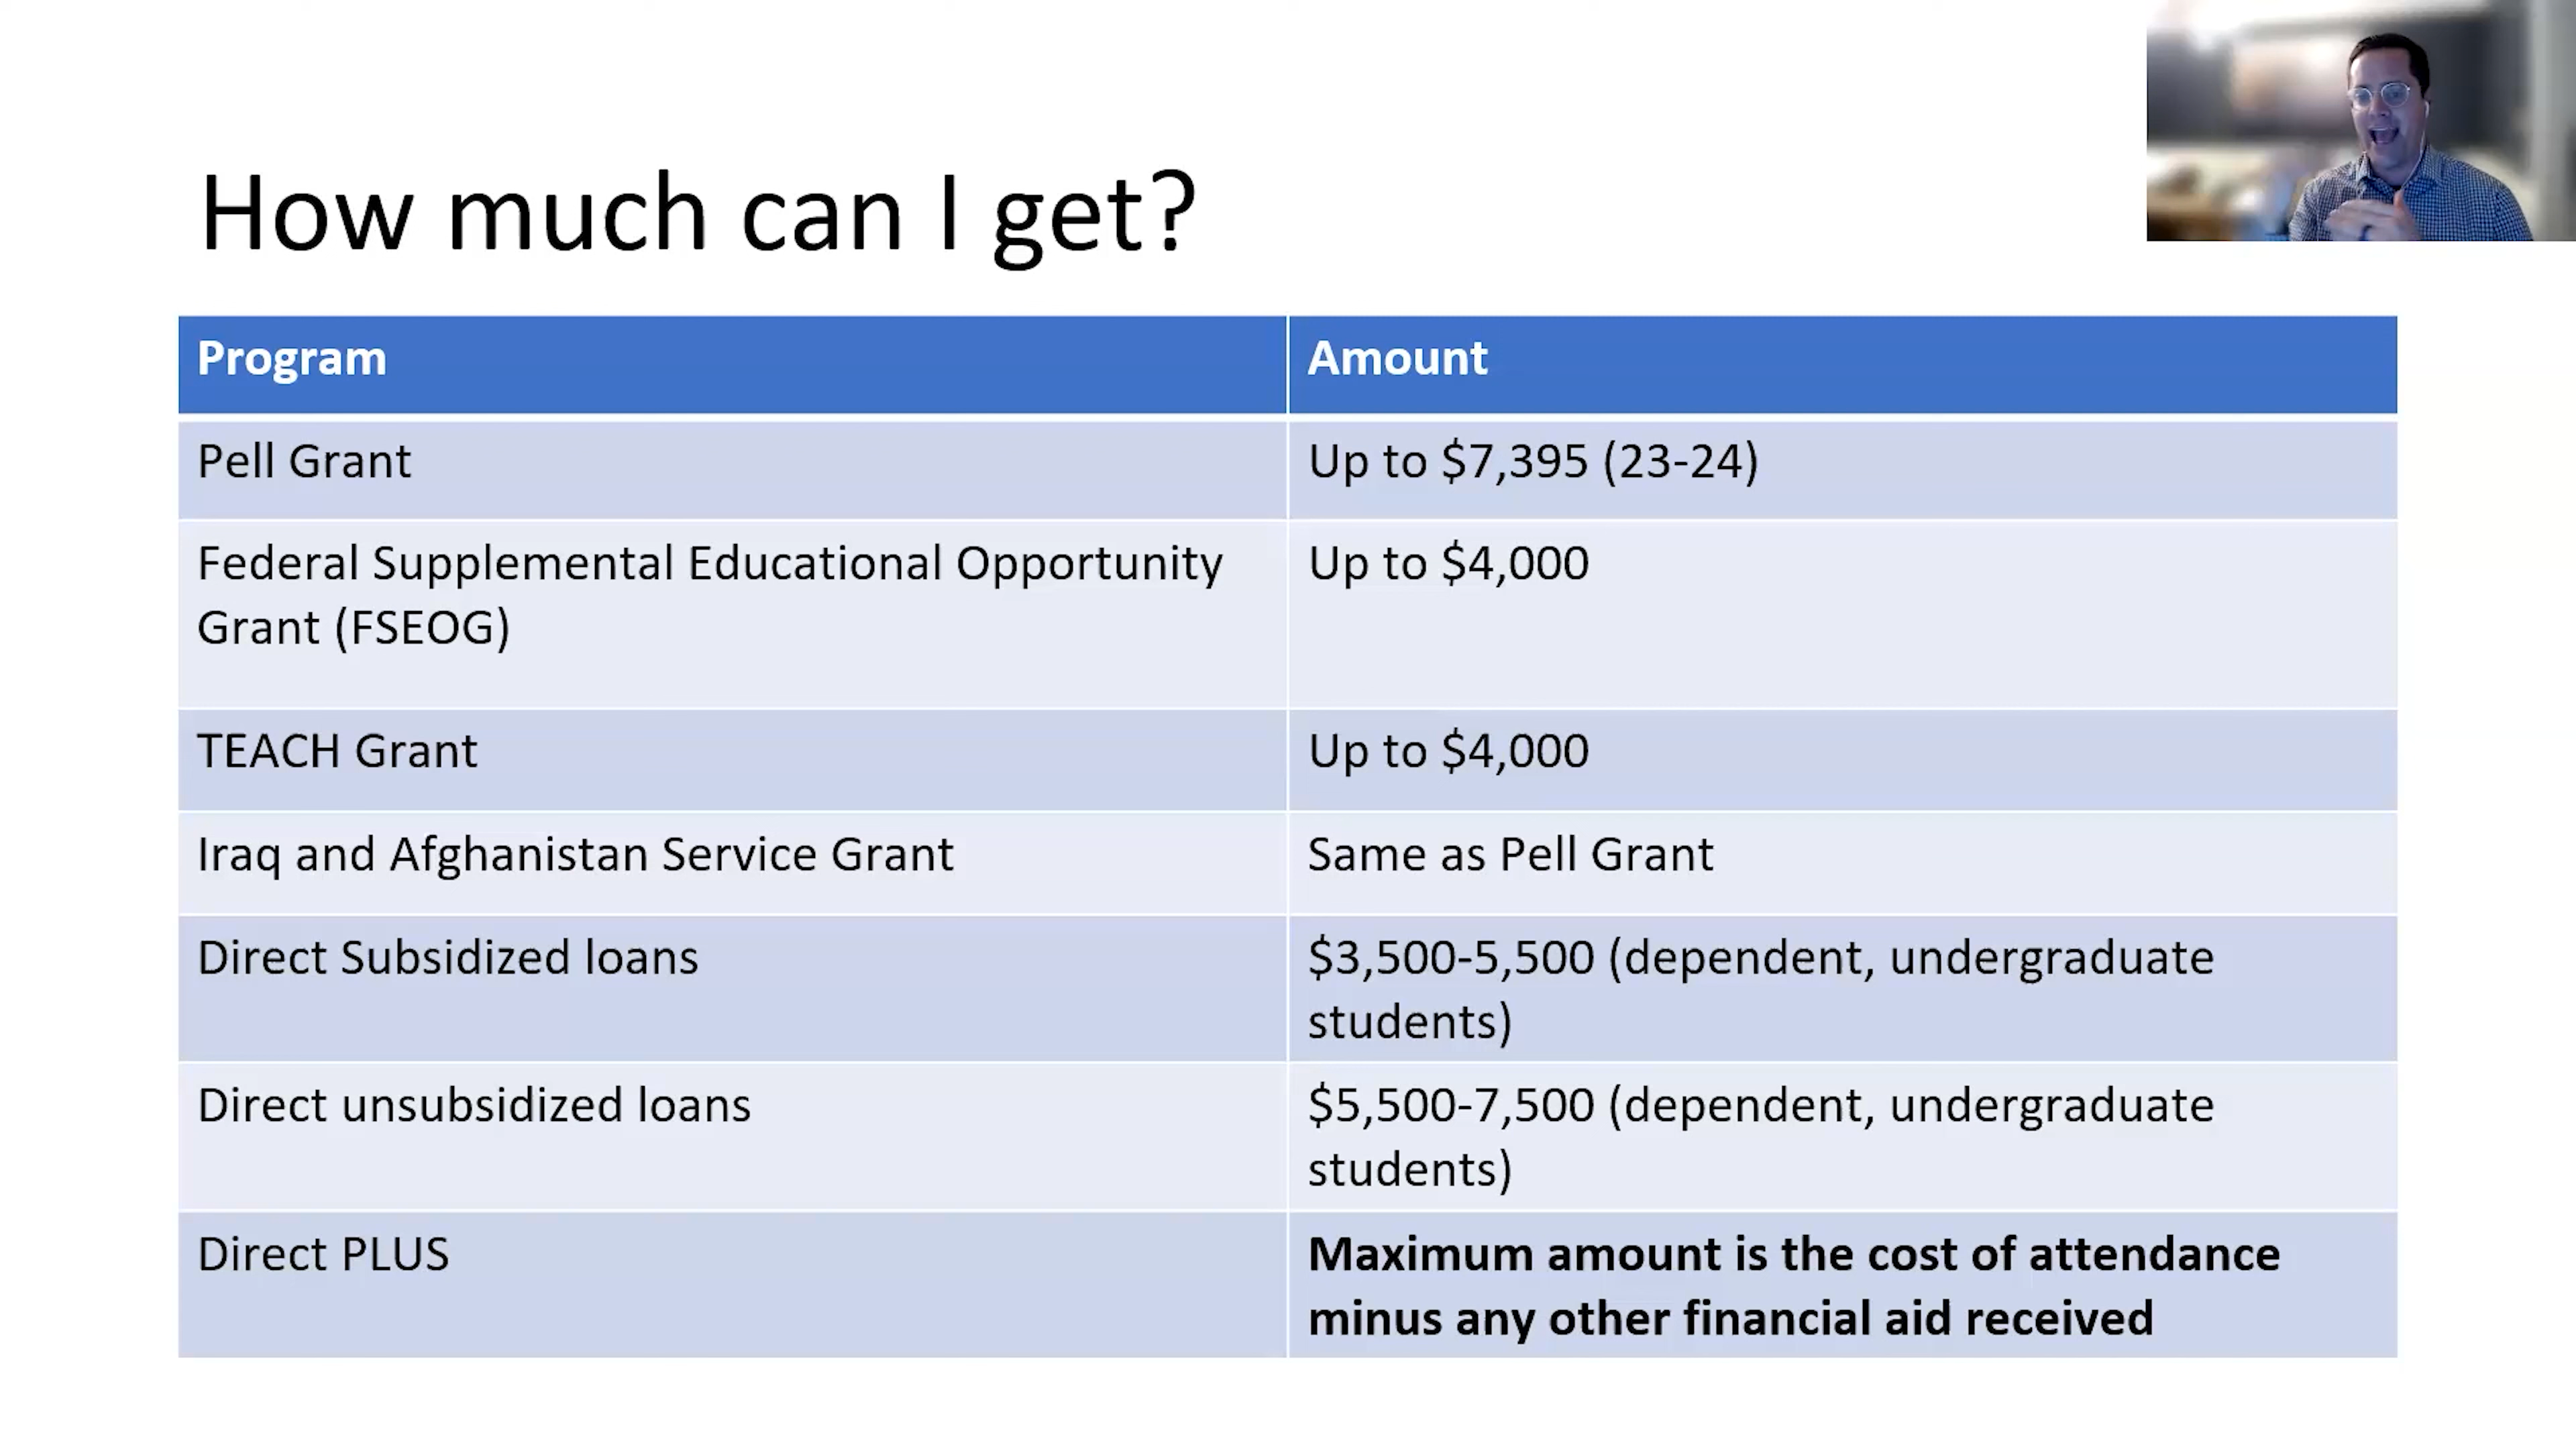 How much can I get?
Program
Amount
Pell Grant
Up to $7,395 (23-24)
Federal Supplemental Educational Opportunity
Grant (FSEOG)
Up to $4,000
TEACH Grant
Up to $4,000
Iraq and Afghanistan Service Grant
Same as Pell Grant
Direct Subsidized loans
$3,500-5,500 (dependent, undergraduate
students)
Direct unsubsidized loans
$5,500-7,500 (dependent, undergraduate
students)
Direct PLUS
Maximum amount is the cost of attendance
minus any other financial aid received